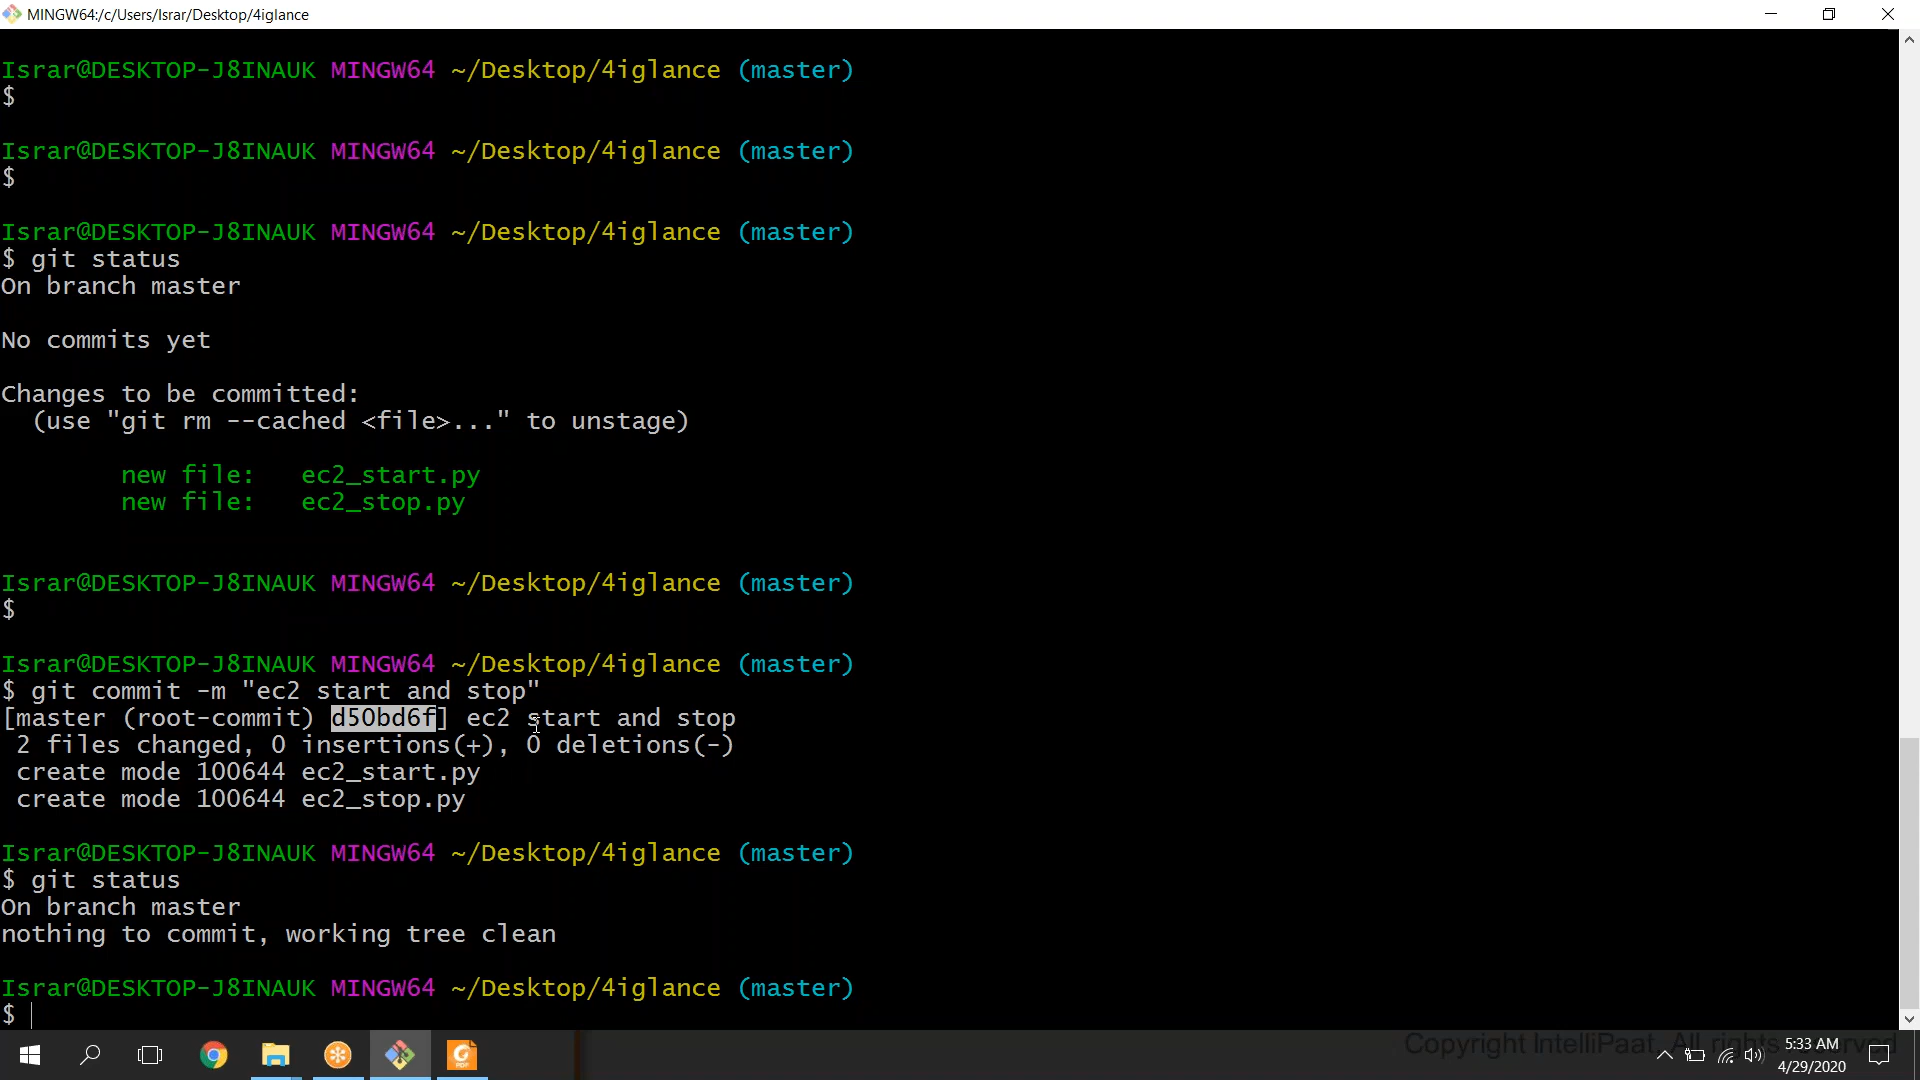 MINGW64:/c/Users/Israr/Desktop/4iglance
Israr@DESKTOP-J8INAUK MINGW64 ~/Desktop/4iglance (master)
$
Israr@DESKTOP-J8INAUK MINGW64 ~/Desktop/4iglance (master)
$
Israr@DESKTOP-J8INAUK MINGW64 ~/Desktop/4iglance (master)
$ git status
On branch master
No commits yet
Changes to be committed:
(use "git rm --cached <file>..." to unstage)
new file:   ec2_start.py
new file:   ec2_stop.py
Israr@DESKTOP-J8INAUK MINGW64 ~/Desktop/4iglance (master)
$
Israr@DESKTOP-J8INAUK MINGW64 ~/Desktop/4iglance (master)
$ git commit -m "ec2 start and stop"
[master (root-commit) d50bd6f] ec2 start and stop
2 files changed, 0 insertions(+), 0 deletions(-)
create mode 100644 ec2_start.py
create mode 100644 ec2_stop.py
Israr@DESKTOP-J8INAUK MINGW64 ~/Desktop/4iglance (master)
$ git status
On branch master
nothing to commit, working tree clean
Israr@DESKTOP-J8INAUK MINGW64 ~/Desktop/4iglance (master)
$
Copyright IntelliPaat, All rights reserved
5:33 AM
4/29/2020